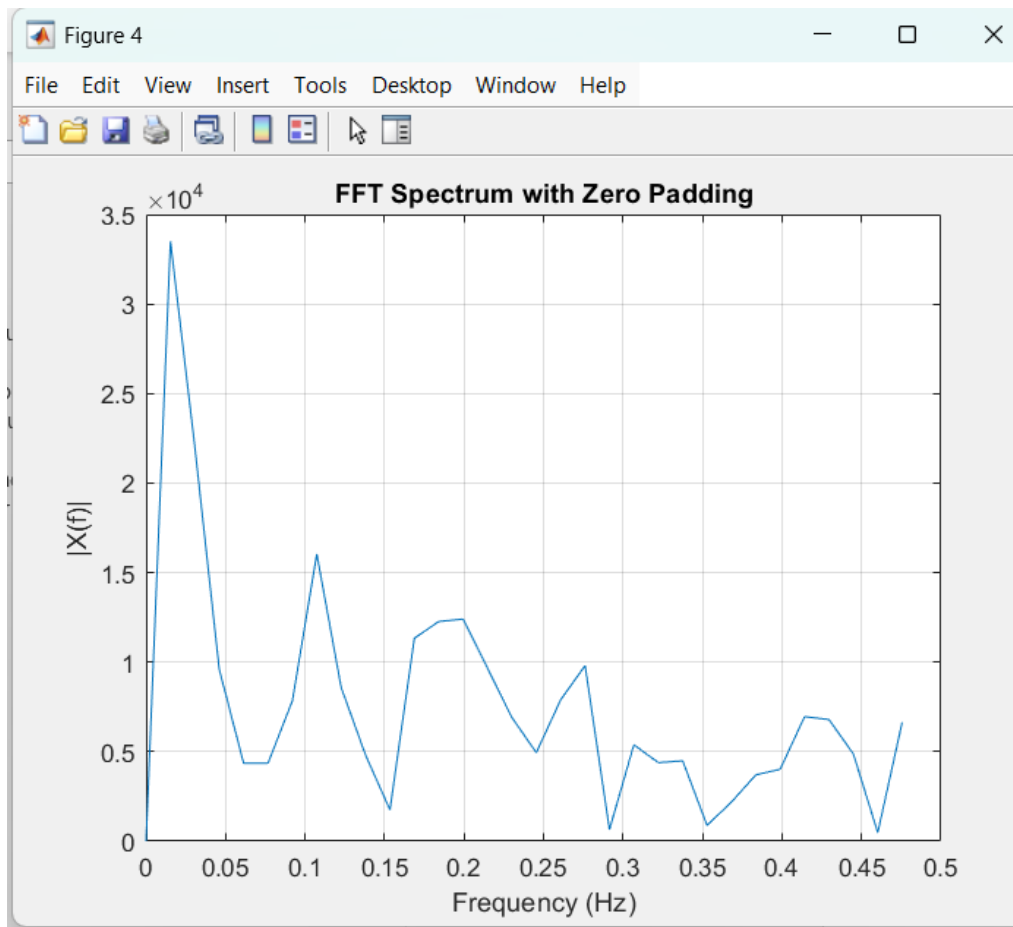 Figure 4
File Edit View Insert Tools Desktop Window Help
FFT Spectrum with Zero Padding
×10⁴
3.5
3
2.5
2
1.5
1
0.5
0
|X(f)|
0 0.05 0.1 0.15 0.2 0.25 0.3 0.35 0.4 0.45 0.5
Frequency (Hz)